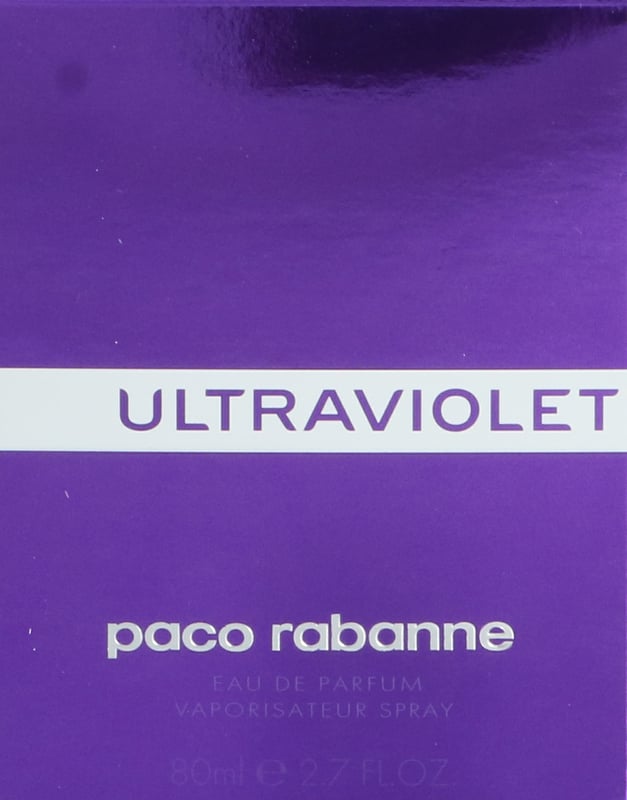 ULTRAVIOLET
paco rabanne
EAU DE PARFUM
VAPORISATEUR SPRAY
80ml ℮ 2.7 FL.OZ.